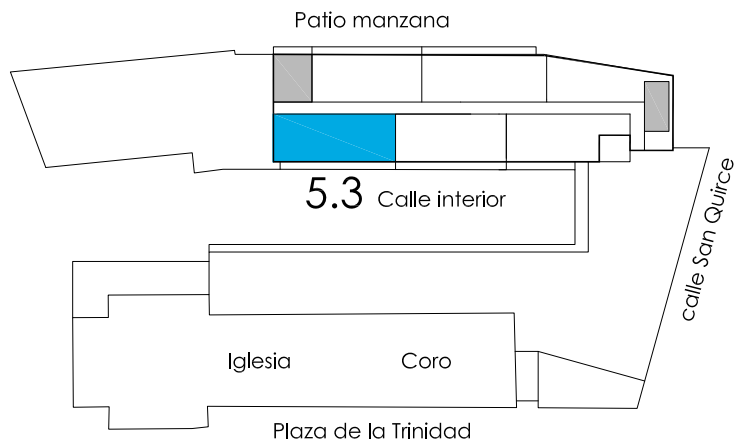 Patio manzana
5.3 Calle interior
calle San Quirce
Iglesia
Coro
Plaza de la Trinidad